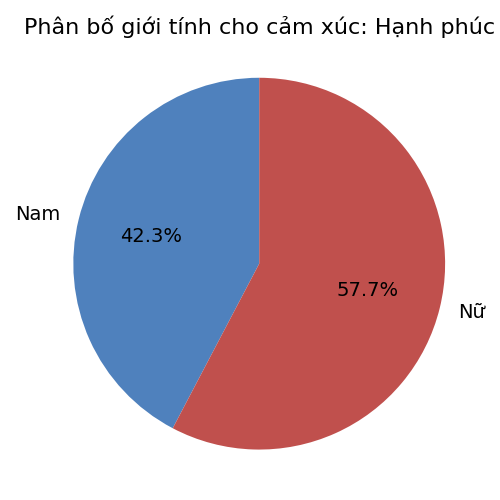 Phân bố giới tính cho cảm xúc: Hạnh phúc
Nam
42.3%
57.7%
Nữ